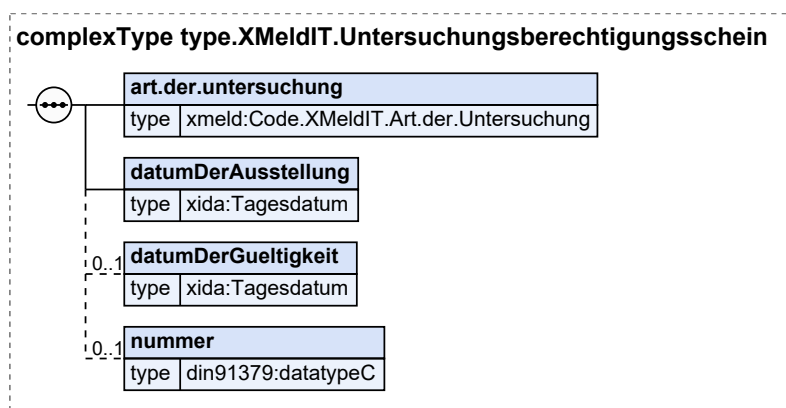 complexType type.XMeldIT.Untersuchungsberechtigungsschein
art.der.untersuchung
type xmeld:Code.XMeldIT.Art.der.Untersuchung
datumDerAusstellung
type xida:Tagesdatum
0..1 datumDerGueltigkeit
type xida:Tagesdatum
0..1 nummer
type din91379:datatypeC